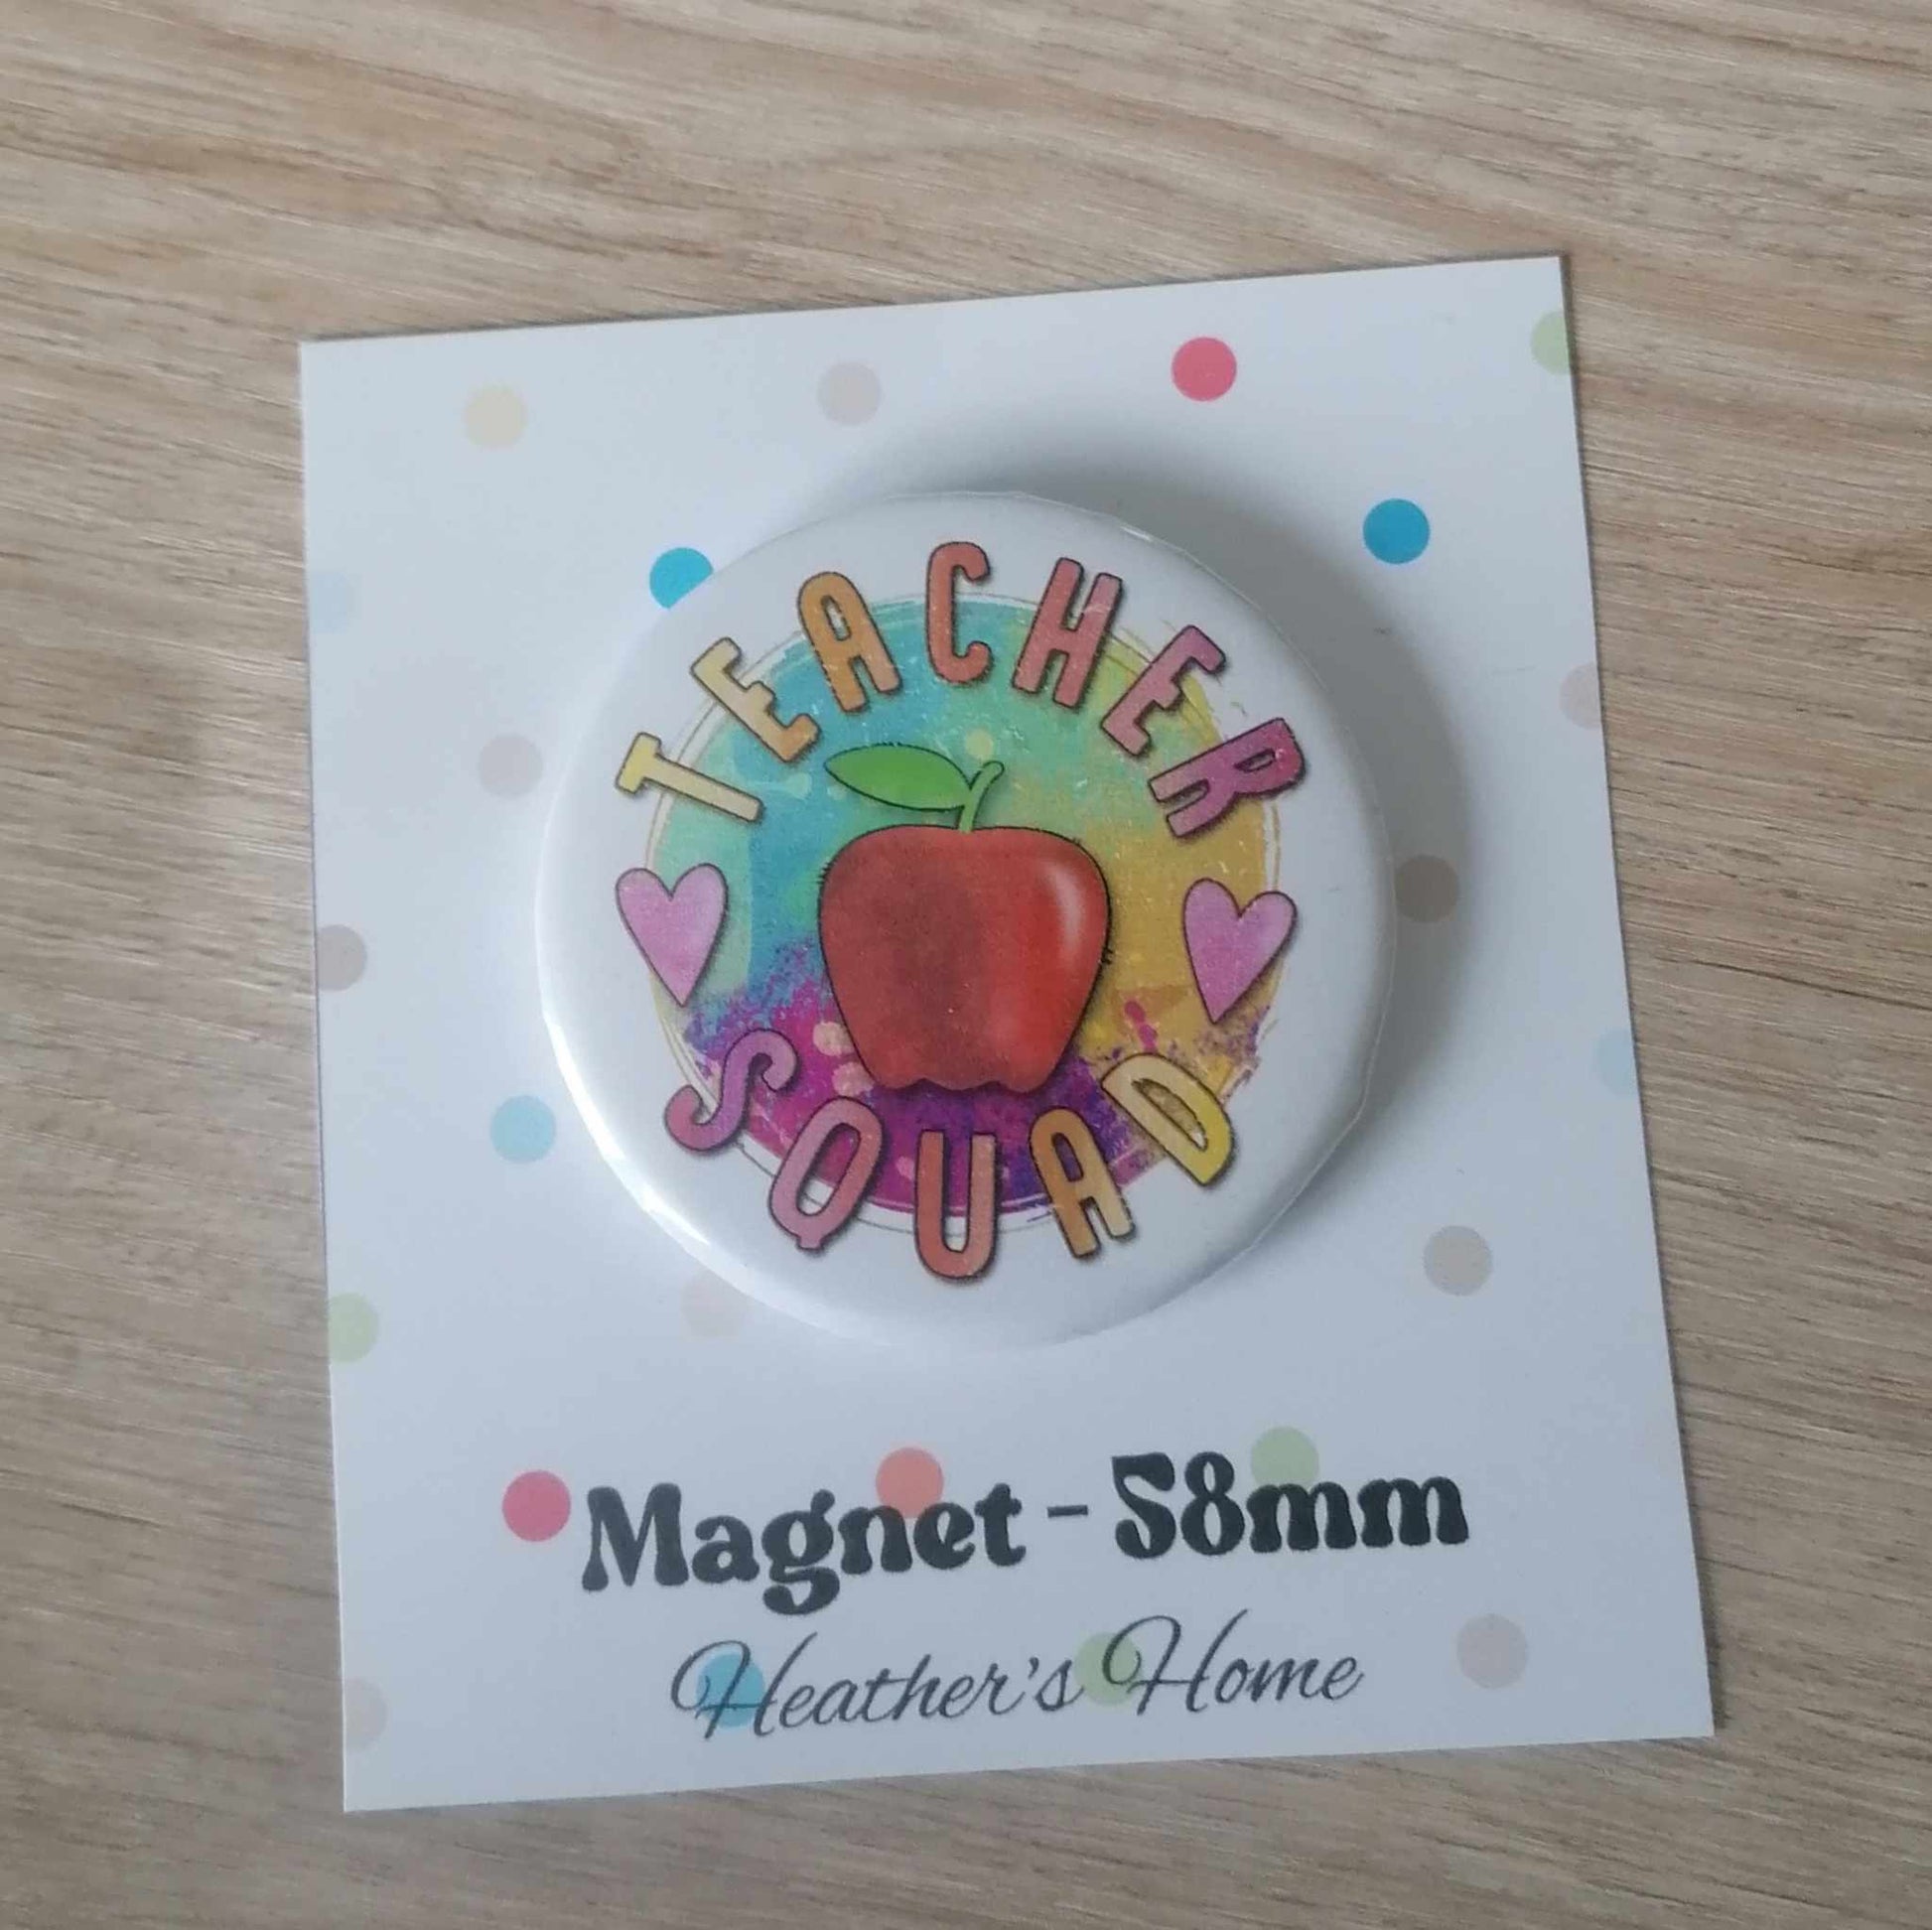 TEACHER
SQUAD
Magnet - 58mm
Heather's Home